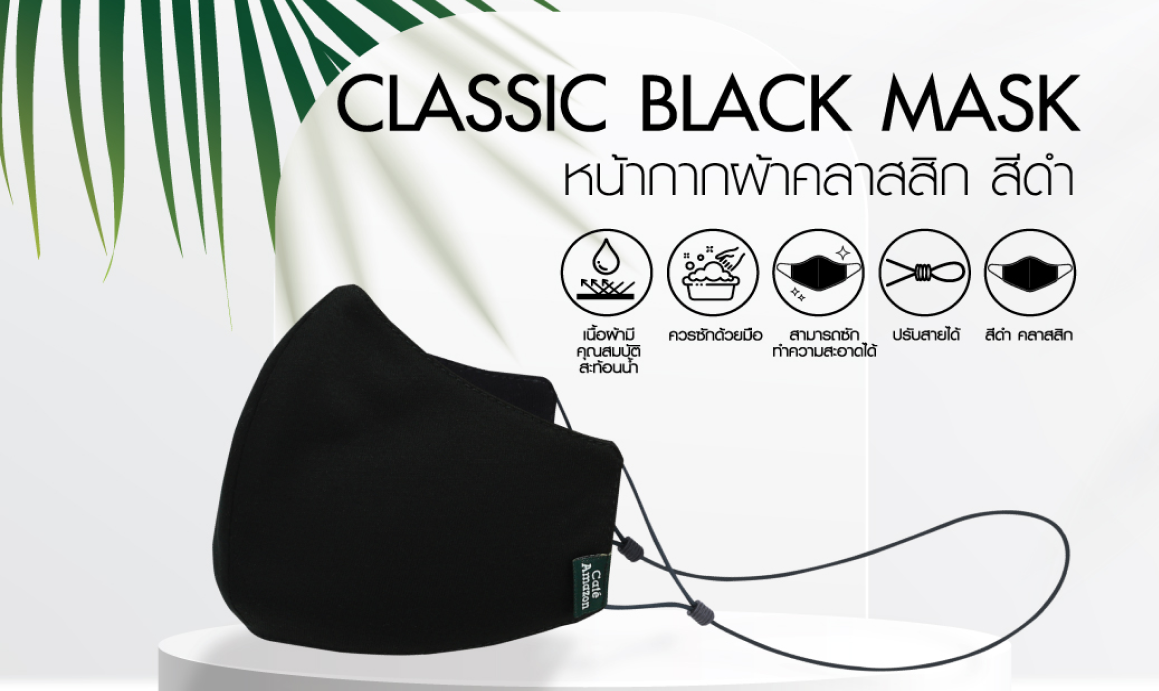 CLASSIC BLACK MASK
หน้ากากผ้าคลาสสิก สีดำ
เนื้อผ้ามี
คุณสมบัติ
สะท้อนน้ำ
ควรซักด้วยมือ
สามารถซัก
ทำความสะอาดได้
ปรับสายได้
สีดำ คลาสสิก
Café
Amazon